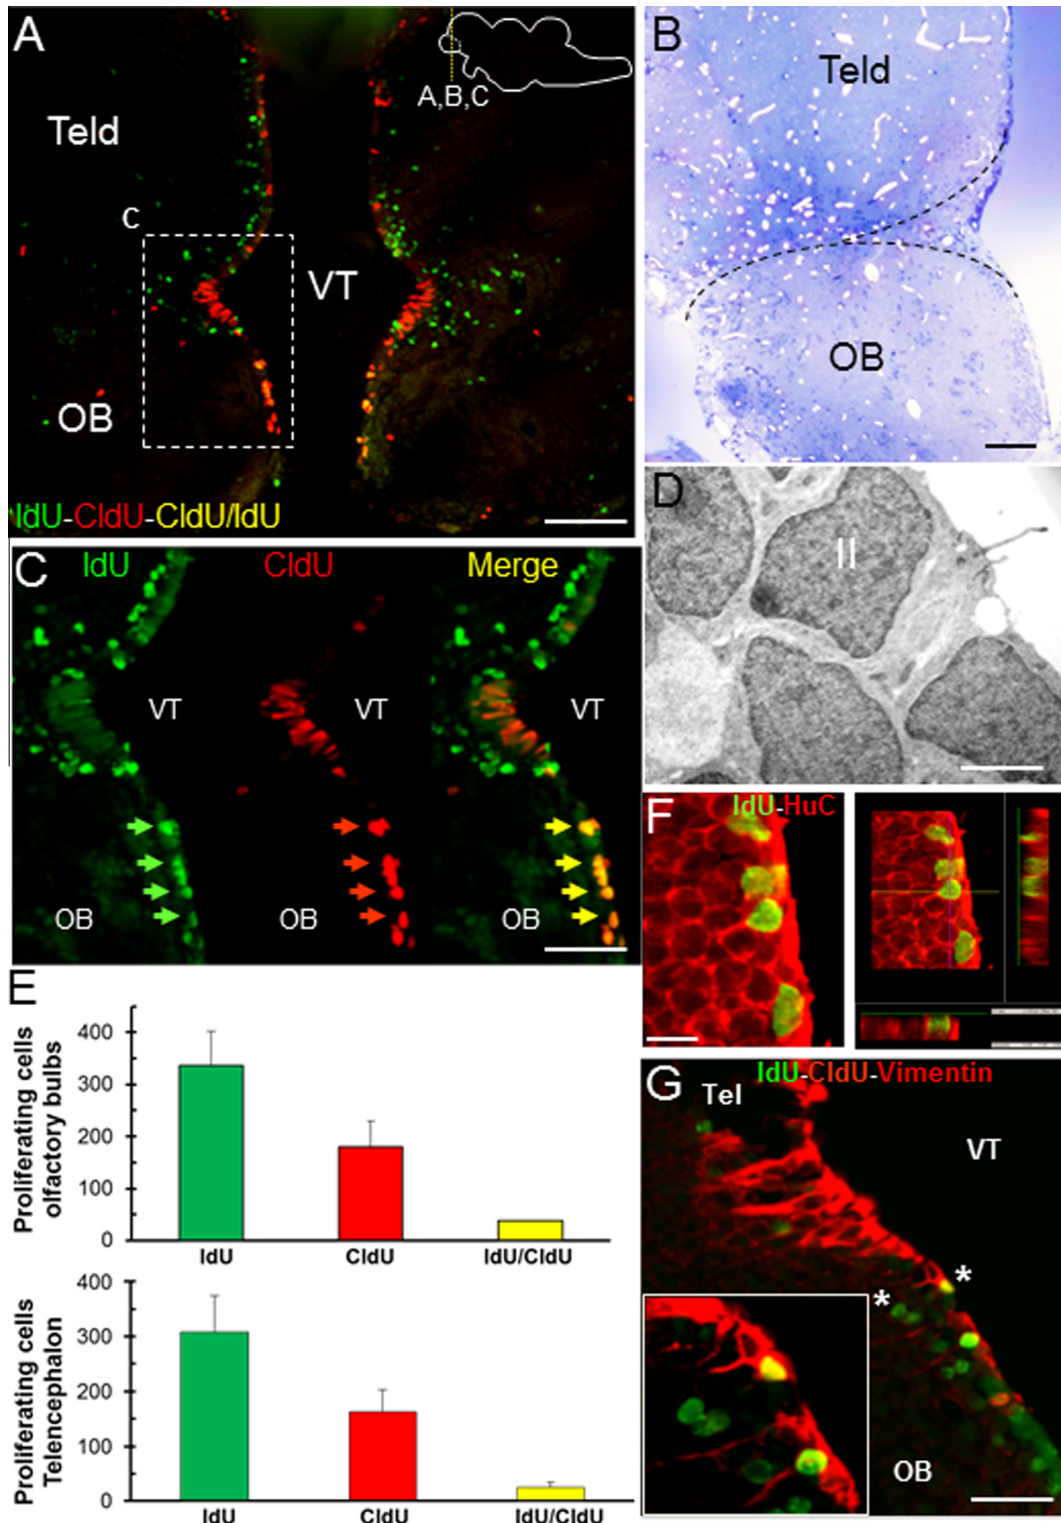 A
A,B,C
Teld
C
VT
OB
IdU-CldU-CldU/IdU
B
Teld
OB
C
IdU
CldU
Merge
VT
VT
VT
OB
OB
OB
D
II
E
Proliferating cells
olfactory bulbs
400
300
200
100
0
IdU
CldU
IdU/CldU
Proliferating cells
Telencephalon
400
300
200
100
0
IdU
CldU
IdU/CldU
F
IdU-HuC
G
IdU-CldU-Vimentin
Tel
VT
*
*
OB